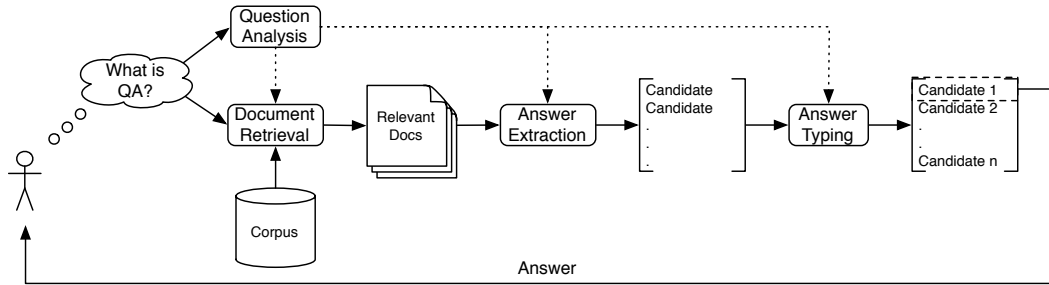 Question
Analysis
What is
QA?
Document
Retrieval
Relevant
Docs
Answer
Extraction
Candidate
Candidate
.
.
.
Answer
Typing
Candidate 1
Candidate 2
.
.
Candidate n
Corpus
Answer